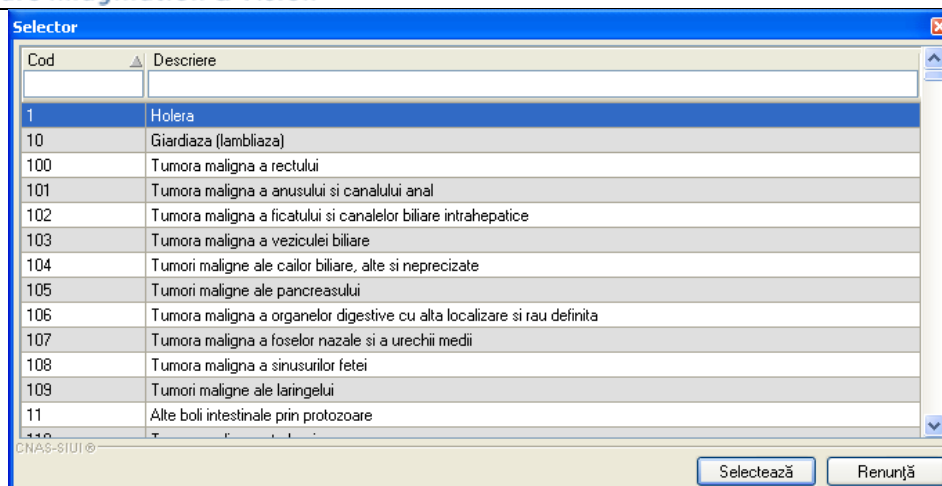 Selector
Cod Descriere
1 Holera
10 Giardiaza (lambliaza)
100 Tumora maligna a rectului
101 Tumora maligna a anusului si canalului anal
102 Tumora maligna a ficatului si canalelor biliare intrahepatice
103 Tumora maligna a veziculei biliare
104 Tumori maligne ale cailor biliare, alte si neprecizate
105 Tumori maligne ale pancreasului
106 Tumora maligna a organelor digestive cu alta localizare si rau definita
107 Tumora maligna a foselor nazale si a urechii medii
108 Tumora maligna a sinusurilor fetei
109 Tumori maligne ale laringelui
11 Alte boli intestinale prin protozoare
CNAS-SIUI®
Selectează Renunţă